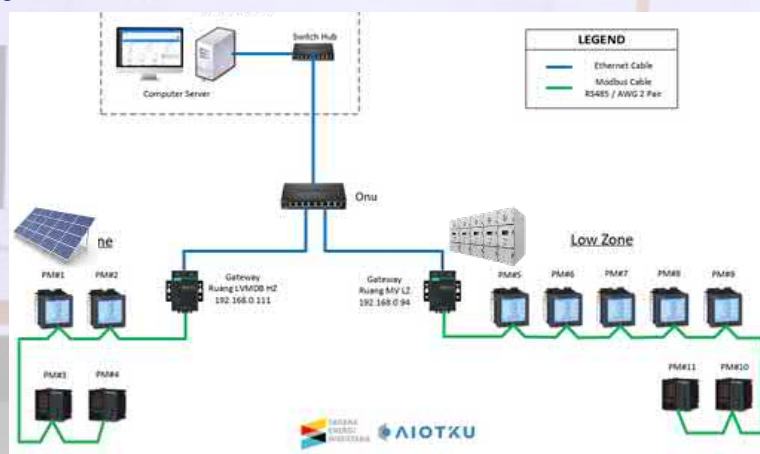 Switch Hub
Computer Server
LEGEND
Ethernet Cable
Modbus Cable
RS485 / AWG 2 Pair
Onu
ne
Low Zone
Gateway
Ruang LVMDB HZ
192.168.0.111
Gateway
Ruang MV LZ
192.168.0.94
PM#1
PM#2
PM#5
PM#6
PM#7
PM#8
PM#9
PM#3
PM#4
PM#11
PM#10
SARANA
ENERGI
AIOTKU